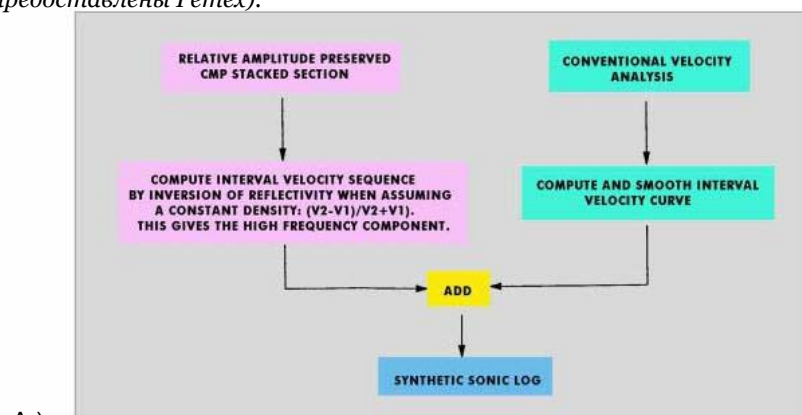 предоставлены Petex).
RELATIVE AMPLITUDE PRESERVED
CMP STACKED SECTION
CONVENTIONAL VELOCITY
ANALYSIS
COMPUTE INTERVAL VELOCITY SEQUENCE
BY INVERSION OF REFLECTIVITY WHEN ASSUMING
A CONSTANT DENSITY: (V2-V1)/V2+V1).
THIS GIVES THE HIGH FREQUENCY COMPONENT.
COMPUTE AND SMOOTH INTERVAL
VELOCITY CURVE
ADD
SYNTHETIC SONIC LOG